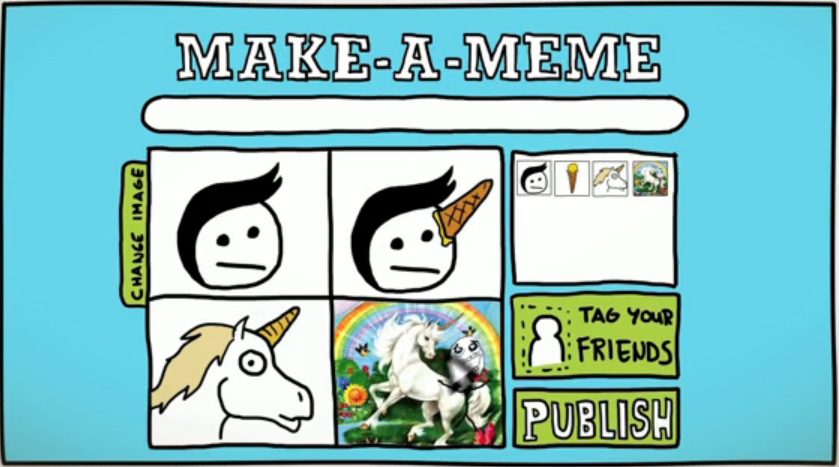 MAKE-A-MEME
CHANGE IMAGE
TAG YOUR
FRIENDS
PUBLISH